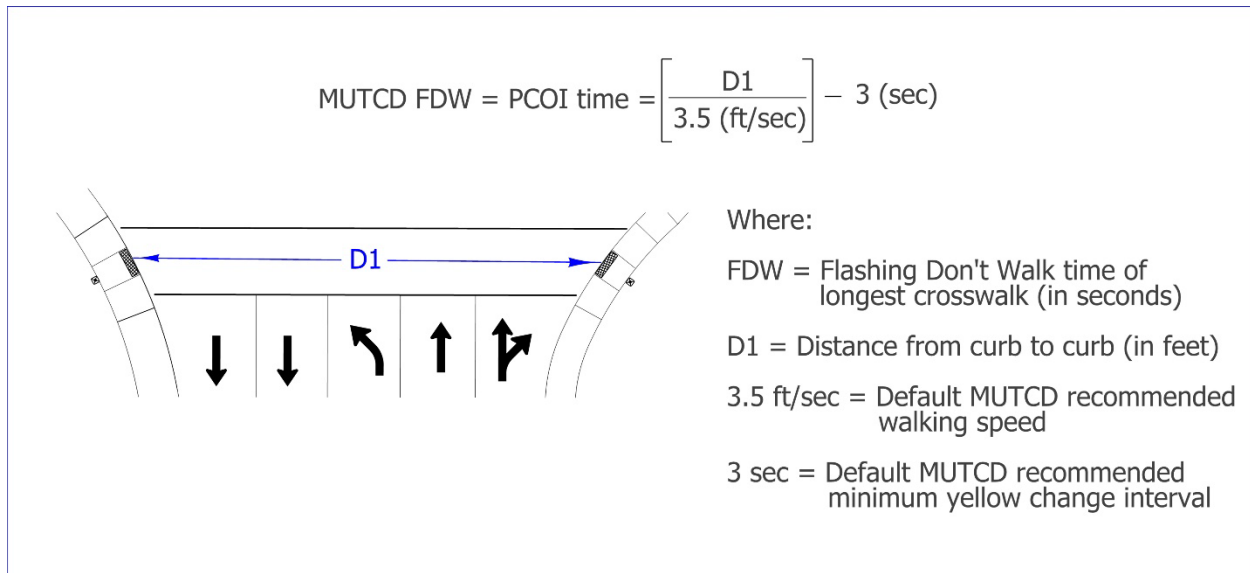 MUTCD FDW = PCOI time = [ D1 / 3.5 (ft/sec) ] – 3 (sec)
D1
Where:
FDW = Flashing Don't Walk time of
longest crosswalk (in seconds)
D1 = Distance from curb to curb (in feet)
3.5 ft/sec = Default MUTCD recommended
walking speed
3 sec = Default MUTCD recommended
minimum yellow change interval